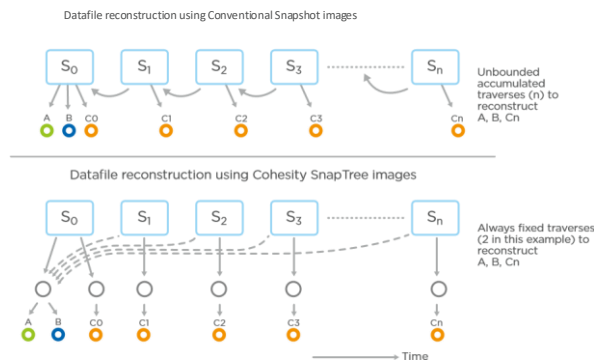 Datafile reconstruction using Conventional Snapshot images
S0 S1 S2 S3 Sn
Unbounded
accumulated
traverses (n) to
reconstruct
A, B, Cn
A B C0 C1 C2 C3 Cn
Datafile reconstruction using Cohesity SnapTree images
S0 S1 S2 S3 Sn
Always fixed traverses
(2 in this example) to
reconstruct
A, B, Cn
A B C0 C1 C2 C3 Cn
Time